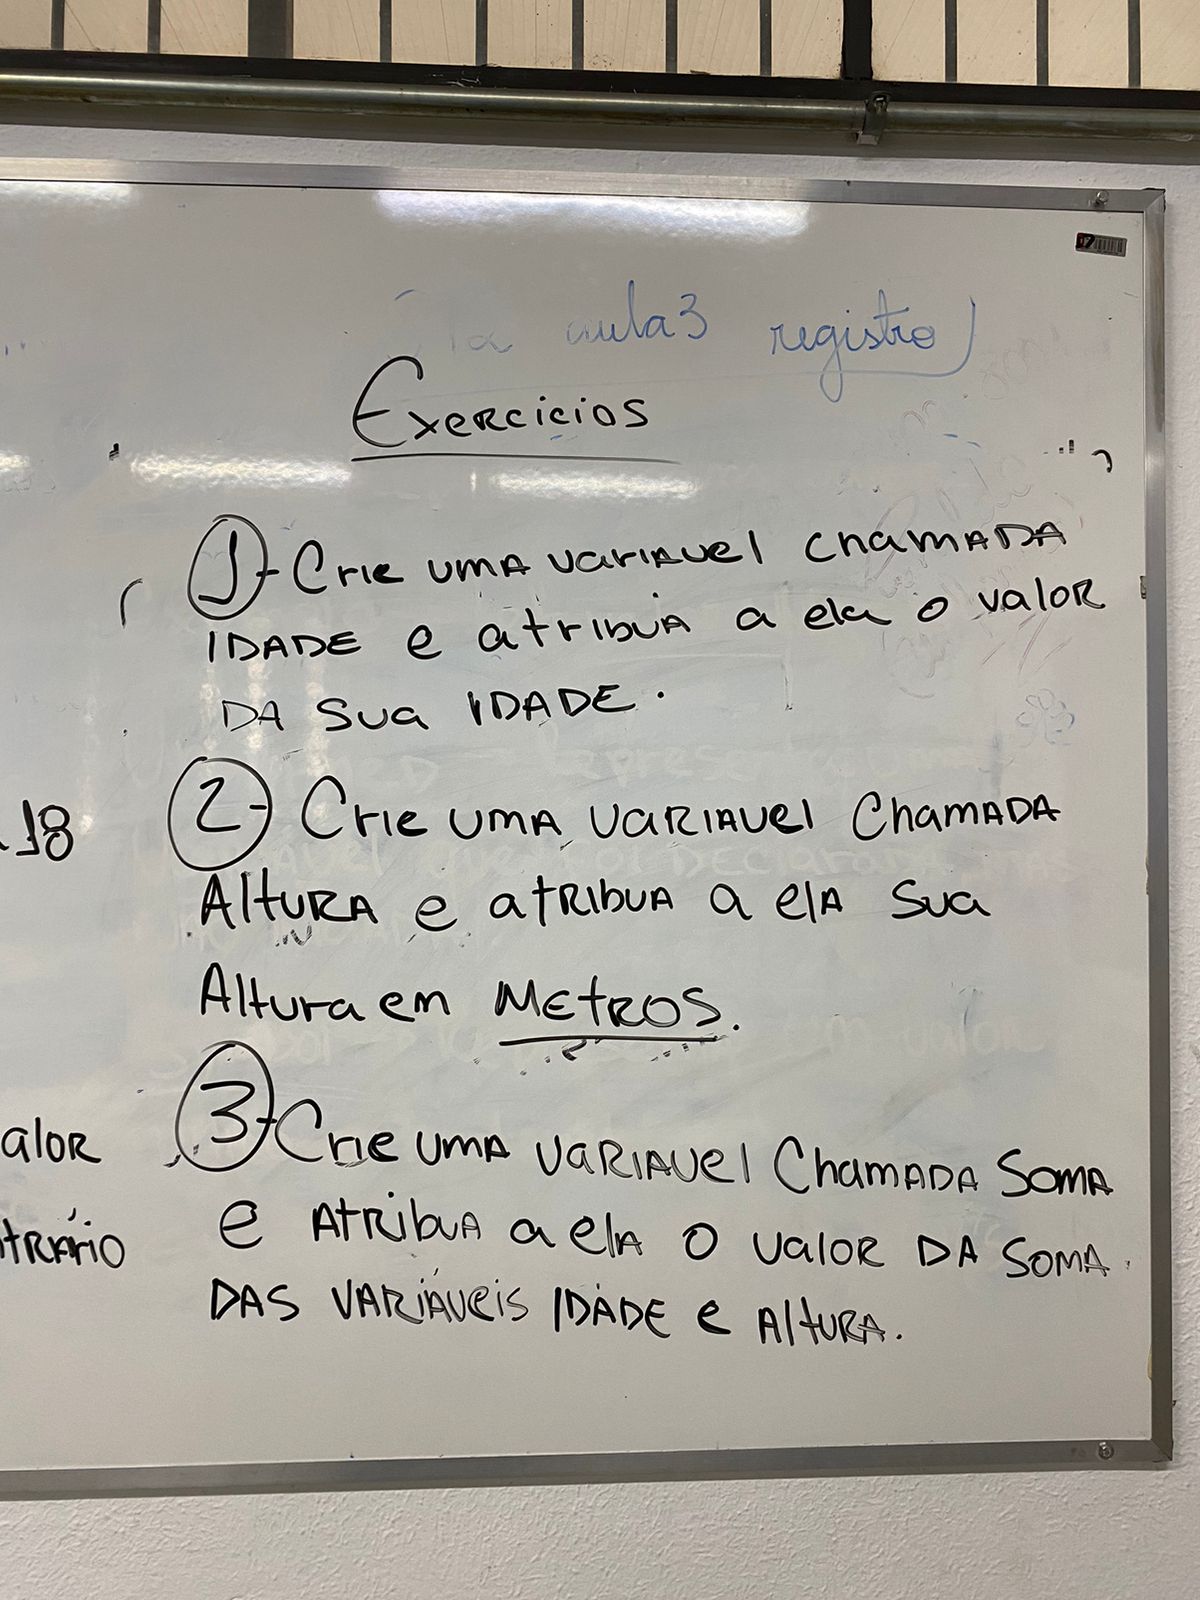 aula3 registro)
Exercicios
1- Crie uma variavel chamada
IDADE e atribua a ela o valor
DA sua IDADE.
2- Crie uma variavel chamada
Altura e atribua a ela sua
Altura em METROS.
3- Crie uma variavel chamada SOMA
e atribua a ela o valor da soma
DAS VARIÁVEIS IDADE e ALTURA.
18
alor
trário